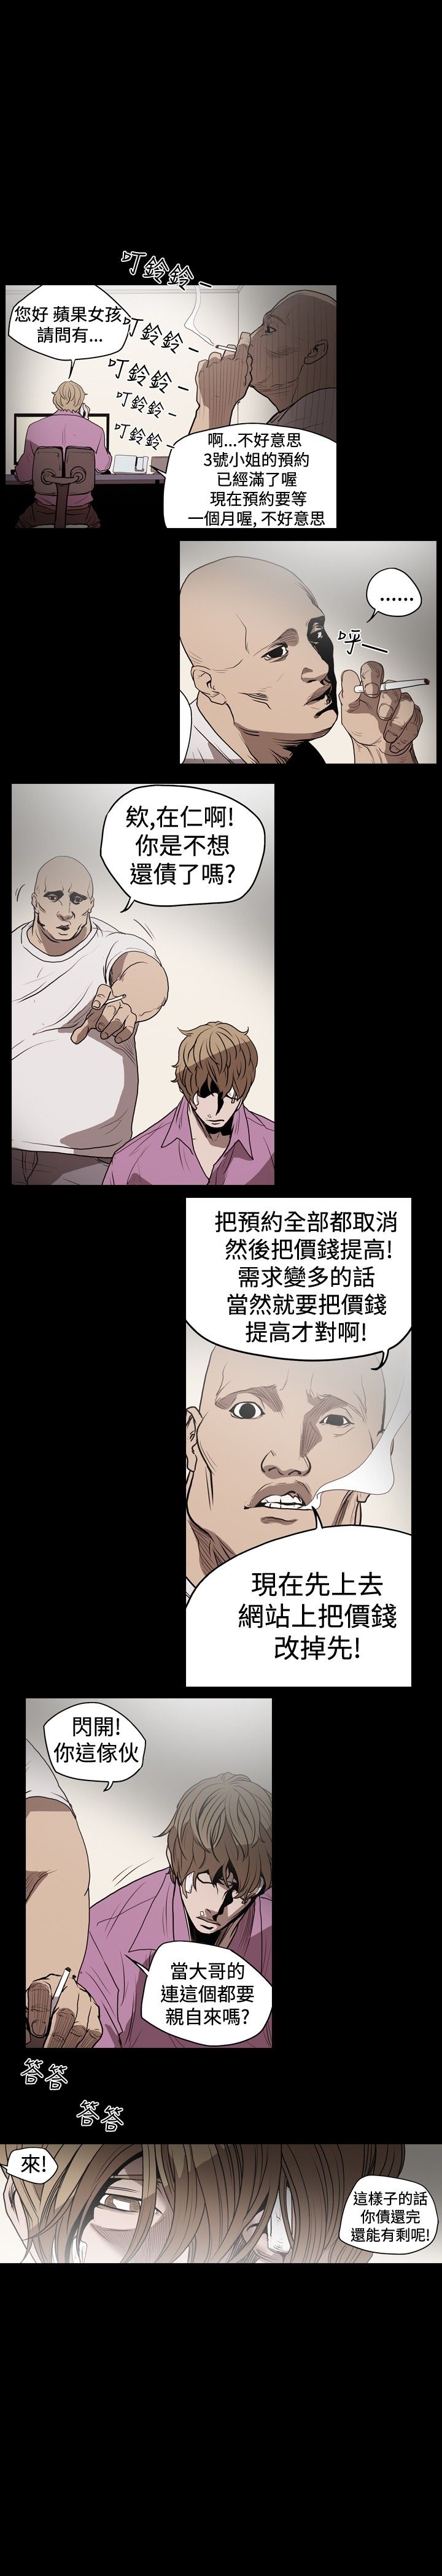 叮鈴鈴–
您好 蘋果女孩
請問有...
叮鈴鈴–
叮鈴鈴–
叮鈴鈴–
叮鈴鈴–
啊...不好意思
3號小姐的預約
已經滿了喔
現在預約要等
一個月喔, 不好意思
......
呼—
欸,在仁啊!
你是不想
還債了嗎?
把預約全部都取消
然後把價錢提高!
需求變多的話
當然就要把價錢
提高才對啊!
現在先上去
網站上把價錢
改掉先!
閃開!
你這傢伙
當大哥的
連這個都要
親自來嗎?
答答
答答
來!
這樣子的話
你債還完
還能有剩呢!